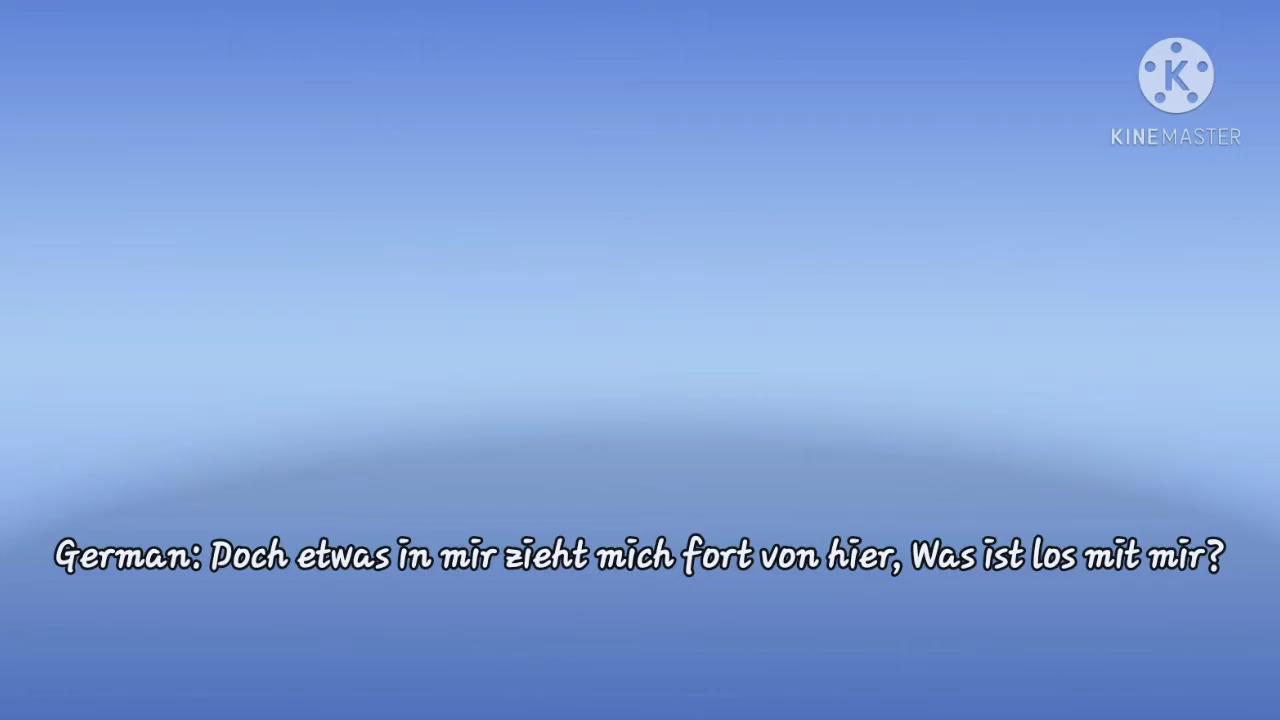 K
KINEMASTER
German: Doch etwas in mir zieht mich fort von hier, Was ist los mit mir?